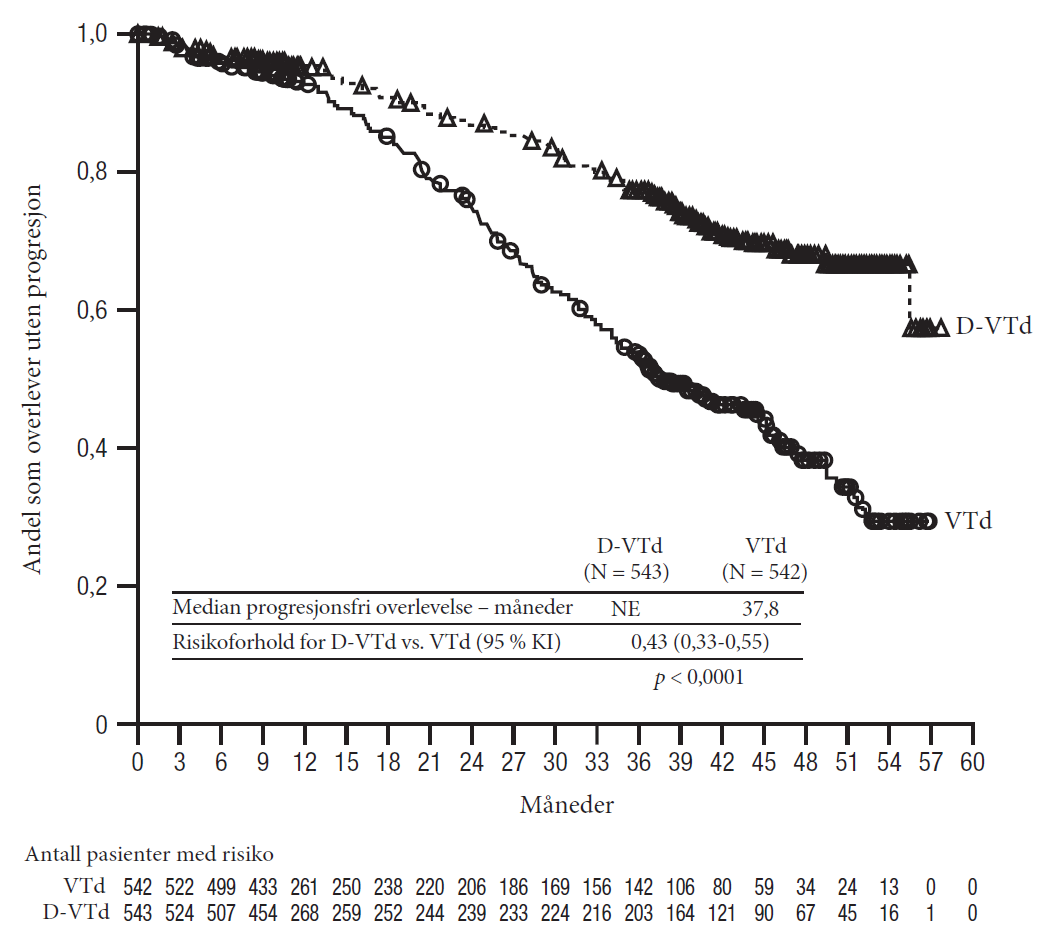 Andel som overlever uten progresjon
1,0
0,8
0,6
0,4
0,2
0
D-VTd
VTd
D-VTd VTd
(N = 543) (N = 542)
Median progresjonsfri overlevelse – måneder NE 37,8
Risikoforhold for D-VTd vs. VTd (95 % KI) 0,43 (0,33-0,55)
p < 0,0001
0 3 6 9 12 15 18 21 24 27 30 33 36 39 42 45 48 51 54 57 60
Måneder
Antall pasienter med risiko
VTd 542 522 499 433 261 250 238 220 206 186 169 156 142 106 80 59 34 24 13 0 0
D-VTd 543 524 507 454 268 259 252 244 239 233 224 216 203 164 121 90 67 45 16 1 0